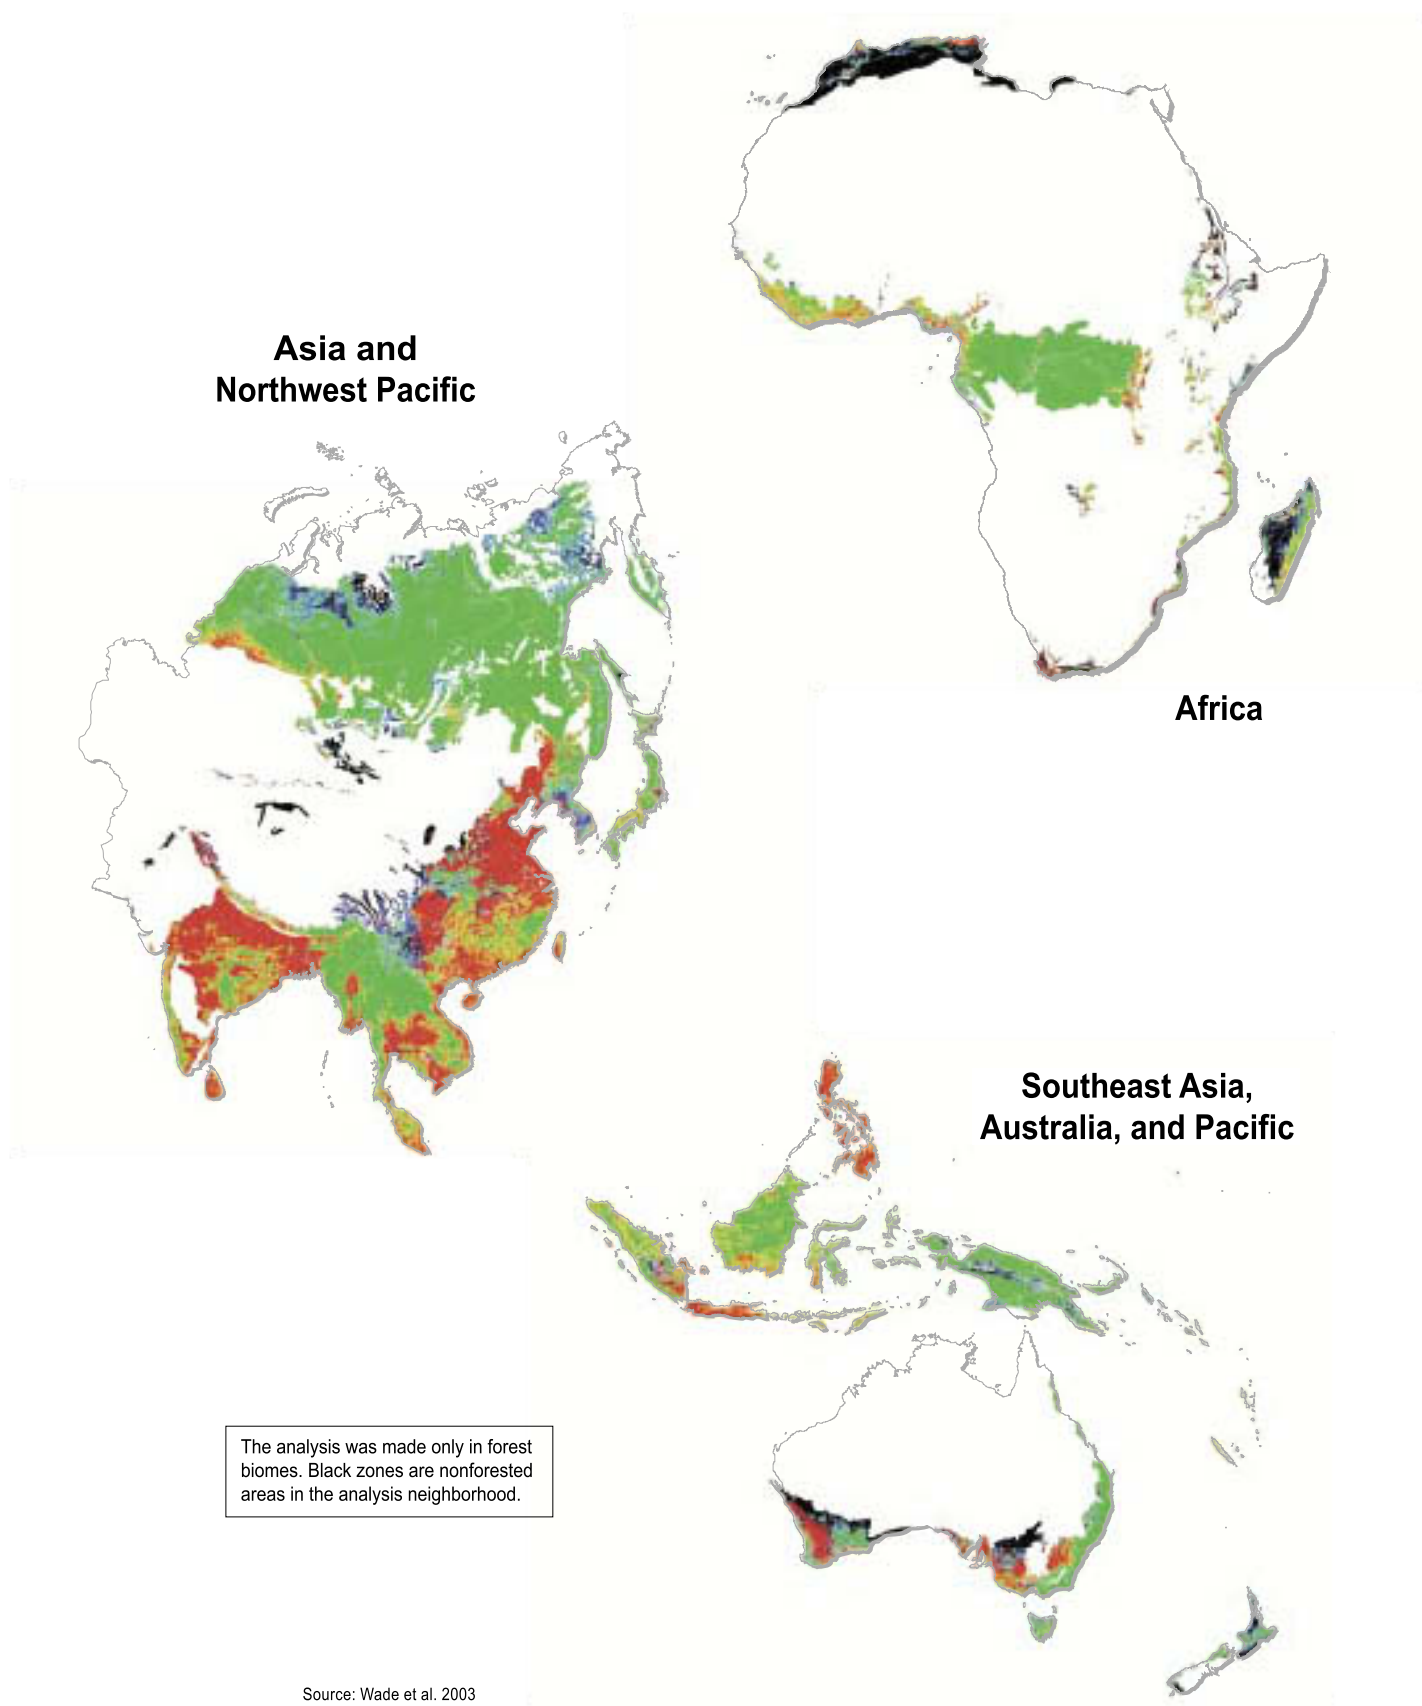 Asia and
Northwest Pacific
Africa
Southeast Asia,
Australia, and Pacific
The analysis was made only in forest
biomes. Black zones are nonforested
areas in the analysis neighborhood.
Source: Wade et al. 2003